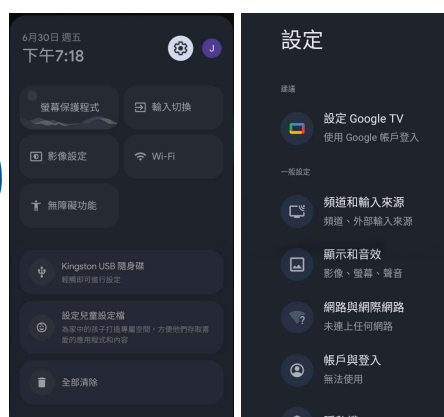 6月30日 週五
下午7:18
J
螢幕保護程式
輸入切換
影像設定
Wi-Fi
無障礙功能
Kingston USB 隨身碟
輕觸即可進行設定
設定兒童設定檔
為家中的孩子打造專屬空間，方便他們存取喜
愛的應用程式和內容
全部清除
設定
建議
設定 Google TV
使用 Google 帳戶登入
一般設定
頻道和輸入來源
頻道、外部輸入來源
顯示和音效
影像、螢幕、聲音
網路與網際網路
未連上任何網路
帳戶與登入
無法使用